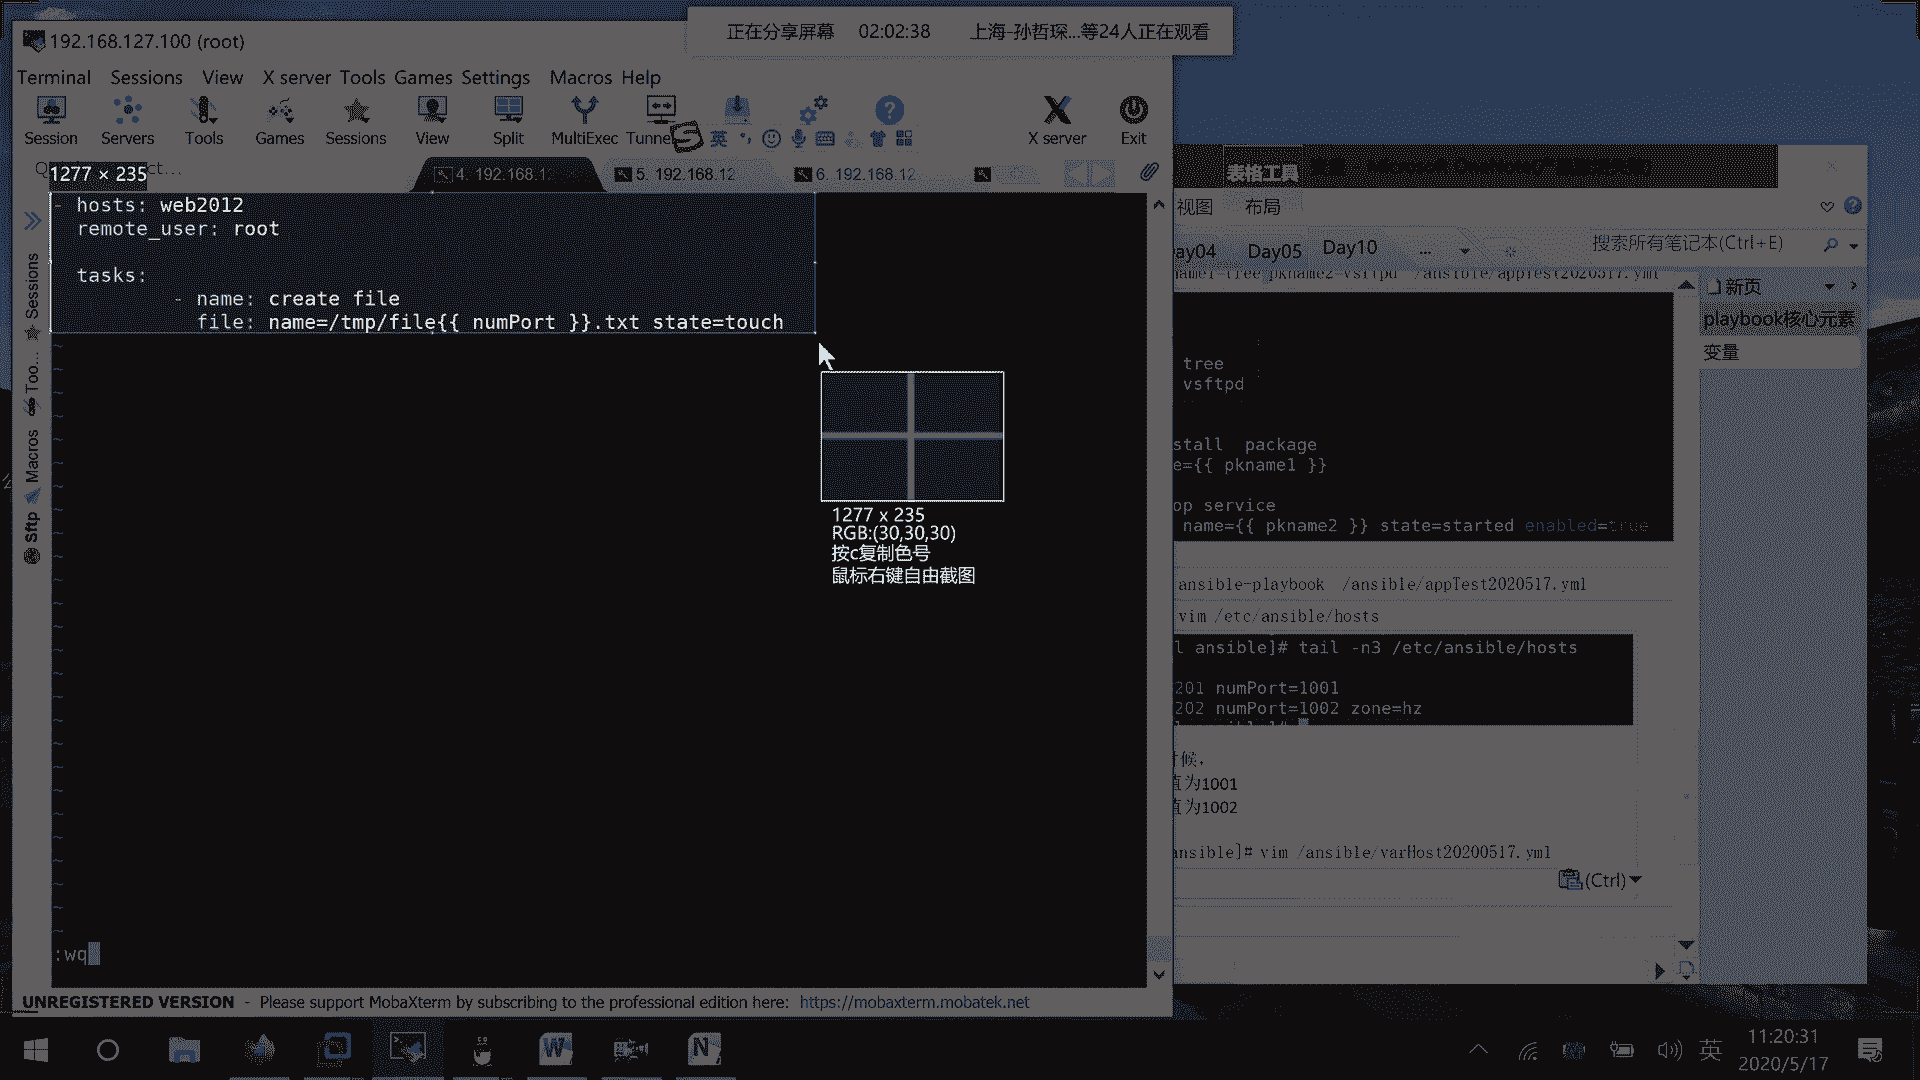 正在分享屏幕 02:02:38 上海-孙哲琛...等24人正在观看
192.168.127.100 (root)
Terminal Sessions View X server Tools Games Settings Macros Help
Session Servers Tools Games Sessions View Split MultiExec Tunne
英
X server Exit
1277 × 235
4. 192.168.12
5. 192.168.12
6. 192.168.12
- hosts: web2012
remote_user: root
tasks:
- name: create file
file: name=/tmp/file{{ numPort }}.txt state=touch
Sessions
Too...
Macros
Sftp
1277 x 235
RGB:(30,30,30)
按c复制色号
鼠标右键自由截图
:wq
UNREGISTERED VERSION - Please support MobaXterm by subscribing to the professional edition here: https://mobaxterm.mobatek.net
表格工具
视图 布局
ay04 Day05 Day10 ...
搜索所有笔记本(Ctrl+E)
新页
playbook核心元素
变量
tree
vsftpd
stall package
e={{ pkname1 }}
op service
name={{ pkname2 }} state=started enabled=true
ansible-playbook /ansible/appTest2020517.yml
vim /etc/ansible/hosts
l ansible]# tail -n3 /etc/ansible/hosts
201 numPort=1001
202 numPort=1002 zone=hz
候，
值为1001
值为1002
ansible]# vim /ansible/varHost20200517.yml
(Ctrl)
英
11:20:31
2020/5/17